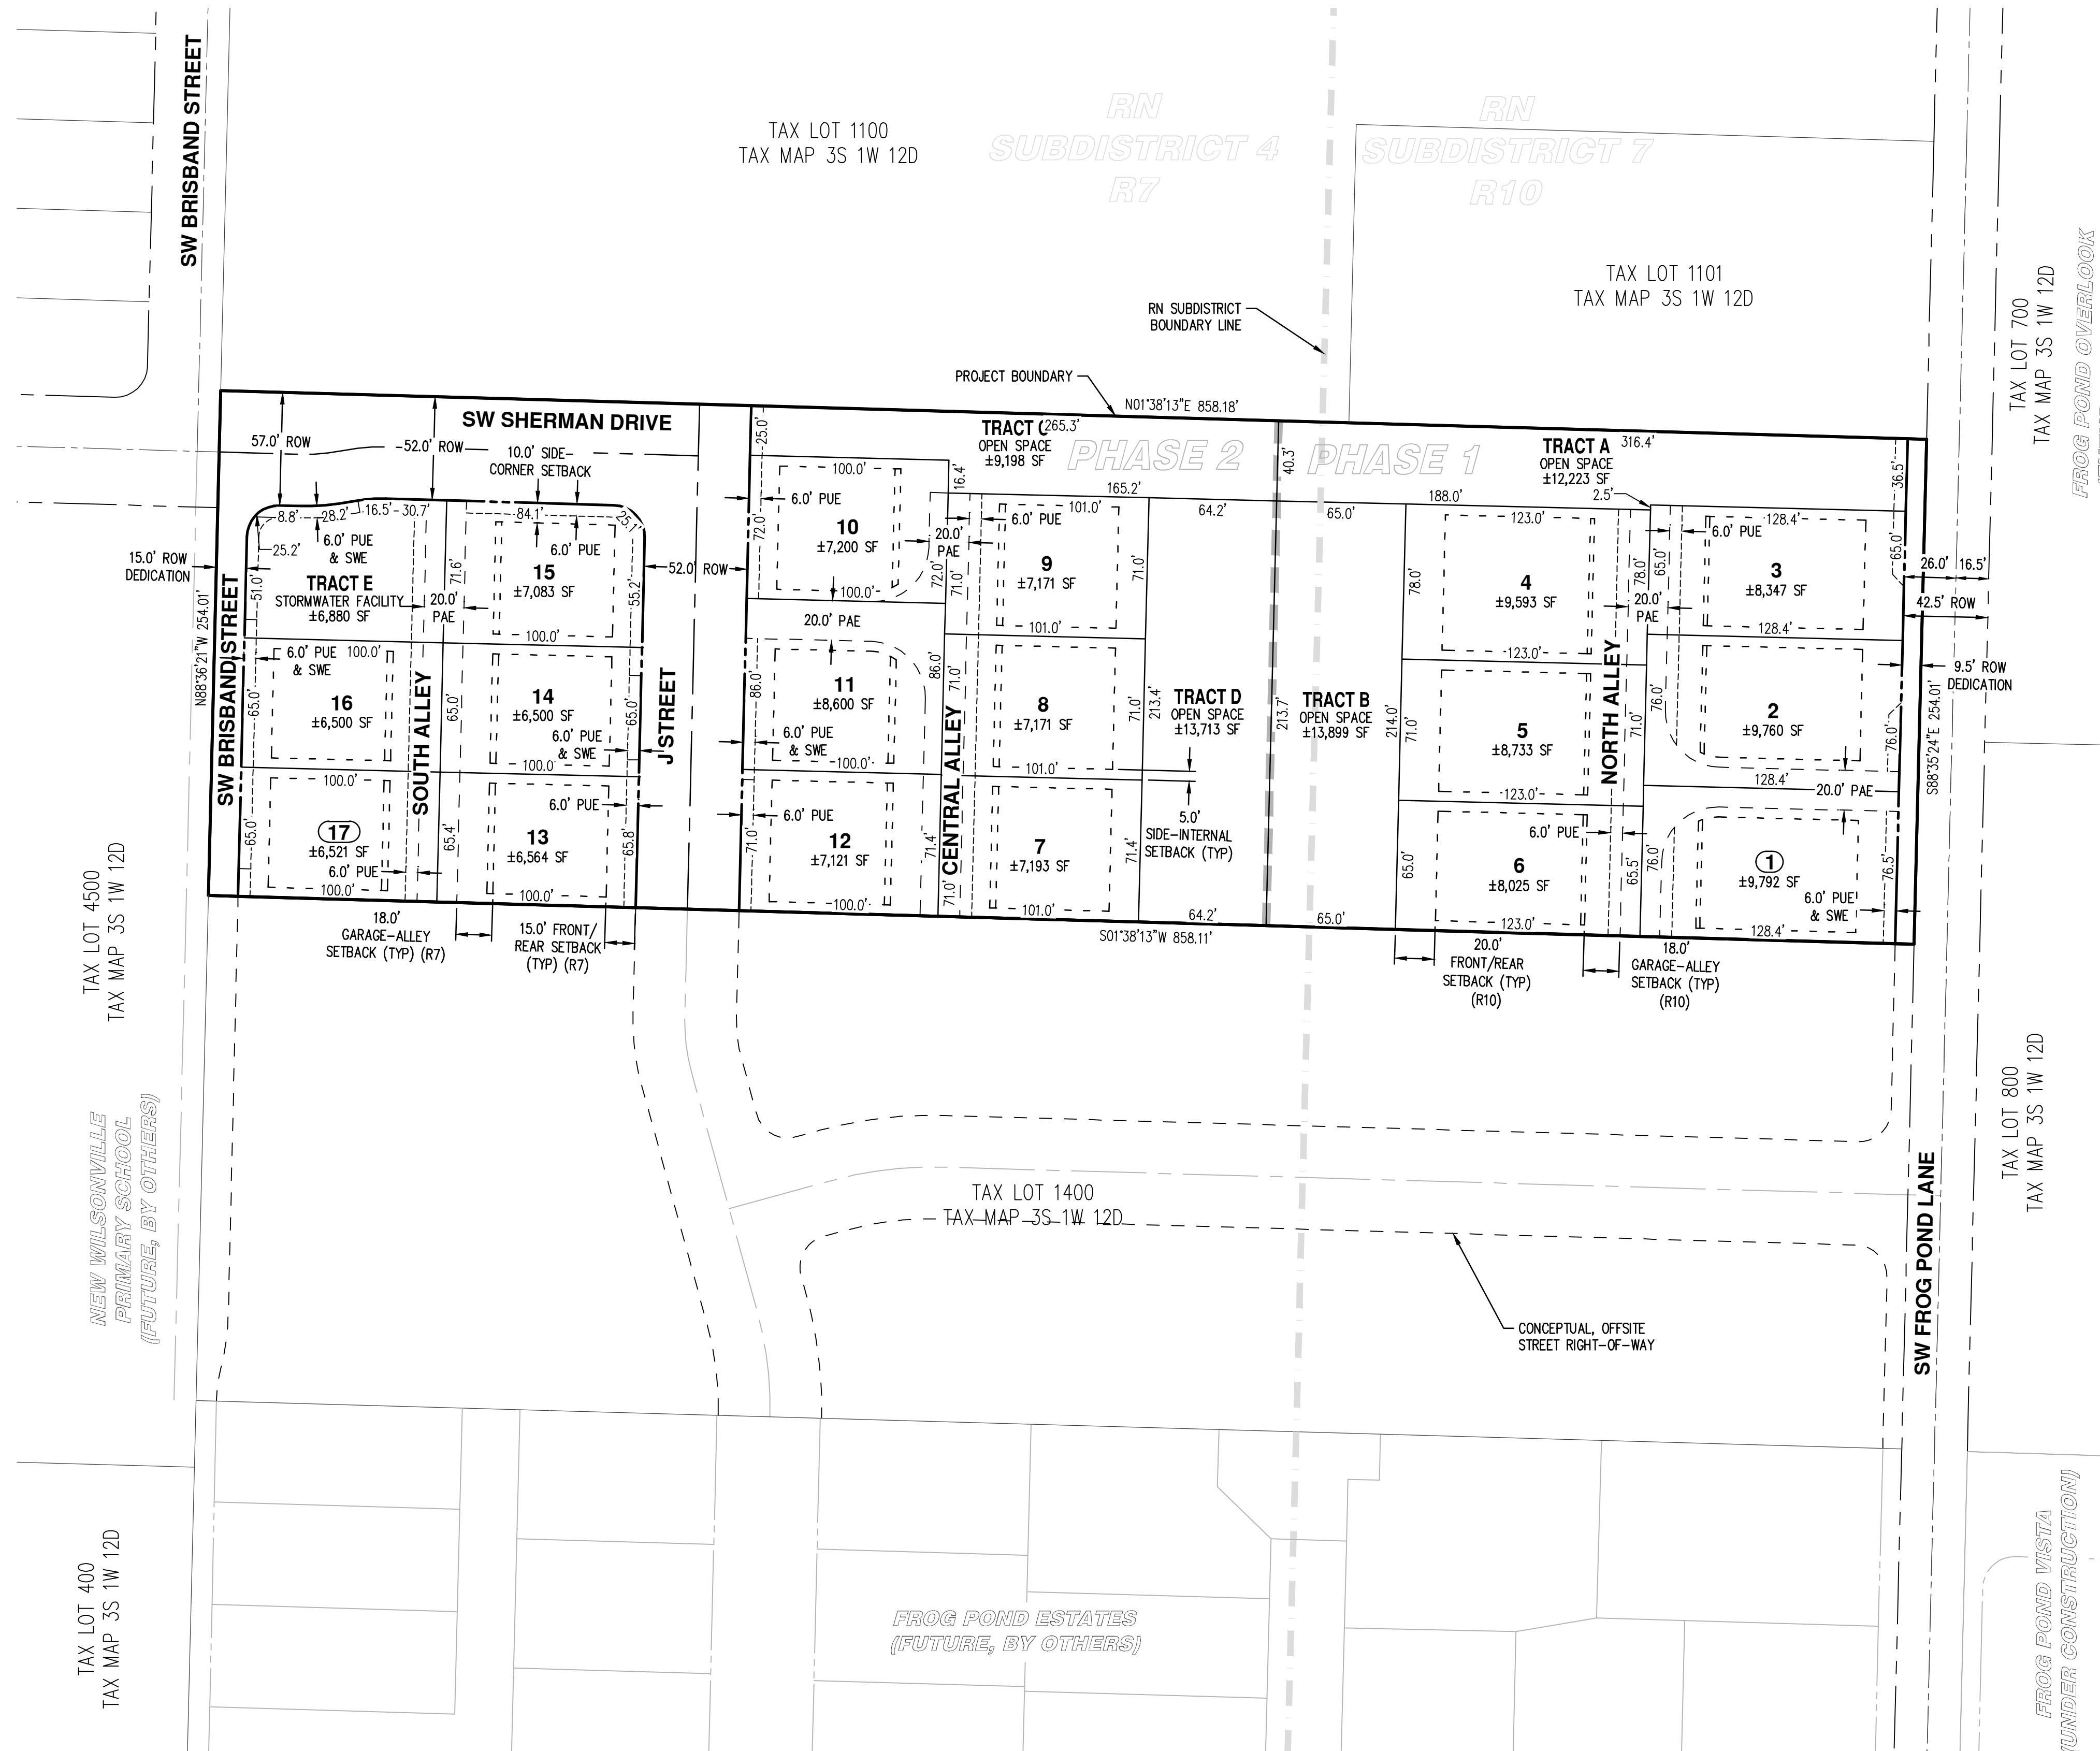 SW BRISBAND STREET
TAX LOT 1100
TAX MAP 3S 1W 12D
RN
SUBDISTRICT 4
R7
RN
SUBDISTRICT 7
R10
TAX LOT 1101
TAX MAP 3S 1W 12D
TAX LOT 700
TAX MAP 3S 1W 12D
FROG POND OVERLOOK
RN SUBDISTRICT
BOUNDARY LINE
PROJECT BOUNDARY
N01°38'13"E 858.18'
SW SHERMAN DRIVE
57.0' ROW
52.0' ROW
10.0' SIDE-
CORNER SETBACK
TRACT C
OPEN SPACE
±9,198 SF
265.3'
PHASE 2
PHASE 1
TRACT A
OPEN SPACE
±12,223 SF
316.4'
25.0'
16.4'
40.3'
36.5'
165.2'
188.0'
2.5'
8.8'
28.2'
16.5'
30.7'
84.1'
25.1'
25.2'
6.0' PUE
& SWE
6.0' PUE
15.0' ROW
DEDICATION
51.0'
TRACT E
STORMWATER FACILITY
±6,880 SF
20.0'
PAE
71.6'
15
±7,083 SF
100.0'
55.2'
52.0' ROW
72.0'
6.0' PUE
100.0'
10
±7,200 SF
100.0'
20.0'
PAE
72.0'
71.0'
6.0' PUE
101.0'
9
±7,171 SF
101.0'
71.0'
64.2'
65.0'
123.0'
4
±9,593 SF
123.0'
78.0'
78.0'
65.0'
20.0'
PAE
6.0' PUE
128.4'
3
±8,347 SF
128.4'
65.0'
26.0'
16.5'
42.5' ROW
9.5' ROW
DEDICATION
N88°36'21"W 254.01'
SW BRISBAND STREET
6.0' PUE
& SWE
100.0'
16
±6,500 SF
65.0'
SOUTH ALLEY
65.0'
14
±6,500 SF
100.0'
6.0' PUE
& SWE
65.0'
J STREET
20.0' PAE
86.0'
11
±8,600 SF
6.0' PUE
& SWE
100.0'
86.0'
71.0'
CENTRAL ALLEY
8
±7,171 SF
101.0'
71.0'
213.4'
TRACT D
OPEN SPACE
±13,713 SF
213.7'
TRACT B
OPEN SPACE
±13,899 SF
214.0'
71.0'
5
±8,733 SF
123.0'
NORTH ALLEY
71.0'
76.0'
2
±9,760 SF
128.4'
76.0'
20.0' PAE
S88°35'24"E 254.01'
100.0'
17
±6,521 SF
65.0'
6.0' PUE
100.0'
65.4'
13
±6,564 SF
100.0'
6.0' PUE
65.8'
71.0'
6.0' PUE
12
±7,121 SF
100.0'
71.4'
71.0'
7
±7,193 SF
101.0'
71.4'
5.0'
SIDE-INTERNAL
SETBACK (TYP)
64.2'
65.0'
65.0'
6
±8,025 SF
123.0'
6.0' PUE
65.5'
76.0'
1
±9,792 SF
128.4'
6.0' PUE
& SWE
76.5'
18.0'
GARAGE-ALLEY
SETBACK (TYP) (R7)
15.0' FRONT/
REAR SETBACK
(TYP) (R7)
S01°38'13"W 858.11'
20.0'
FRONT/REAR
SETBACK (TYP)
(R10)
18.0'
GARAGE-ALLEY
SETBACK (TYP)
(R10)
TAX LOT 4500
TAX MAP 3S 1W 12D
NEW WILSONVILLE
PRIMARY SCHOOL
(FUTURE, BY OTHERS)
TAX LOT 1400
TAX MAP 3S 1W 12D
CONCEPTUAL, OFFSITE
STREET RIGHT-OF-WAY
SW FROG POND LANE
TAX LOT 800
TAX MAP 3S 1W 12D
TAX LOT 400
TAX MAP 3S 1W 12D
FROG POND ESTATES
(FUTURE, BY OTHERS)
FROG POND VISTA
(UNDER CONSTRUCTION)